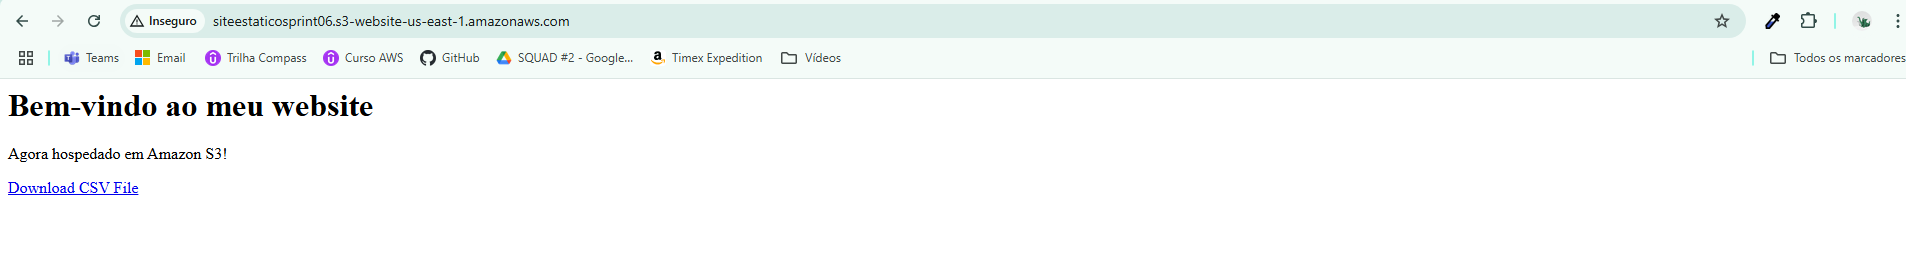 Inseguro siteestaticosprint06.s3-website-us-east-1.amazonaws.com
Teams Email Trilha Compass Curso AWS GitHub SQUAD #2 - Google... Timex Expedition Vídeos Todos os marcadores
Bem-vindo ao meu website
Agora hospedado em Amazon S3!
Download CSV File